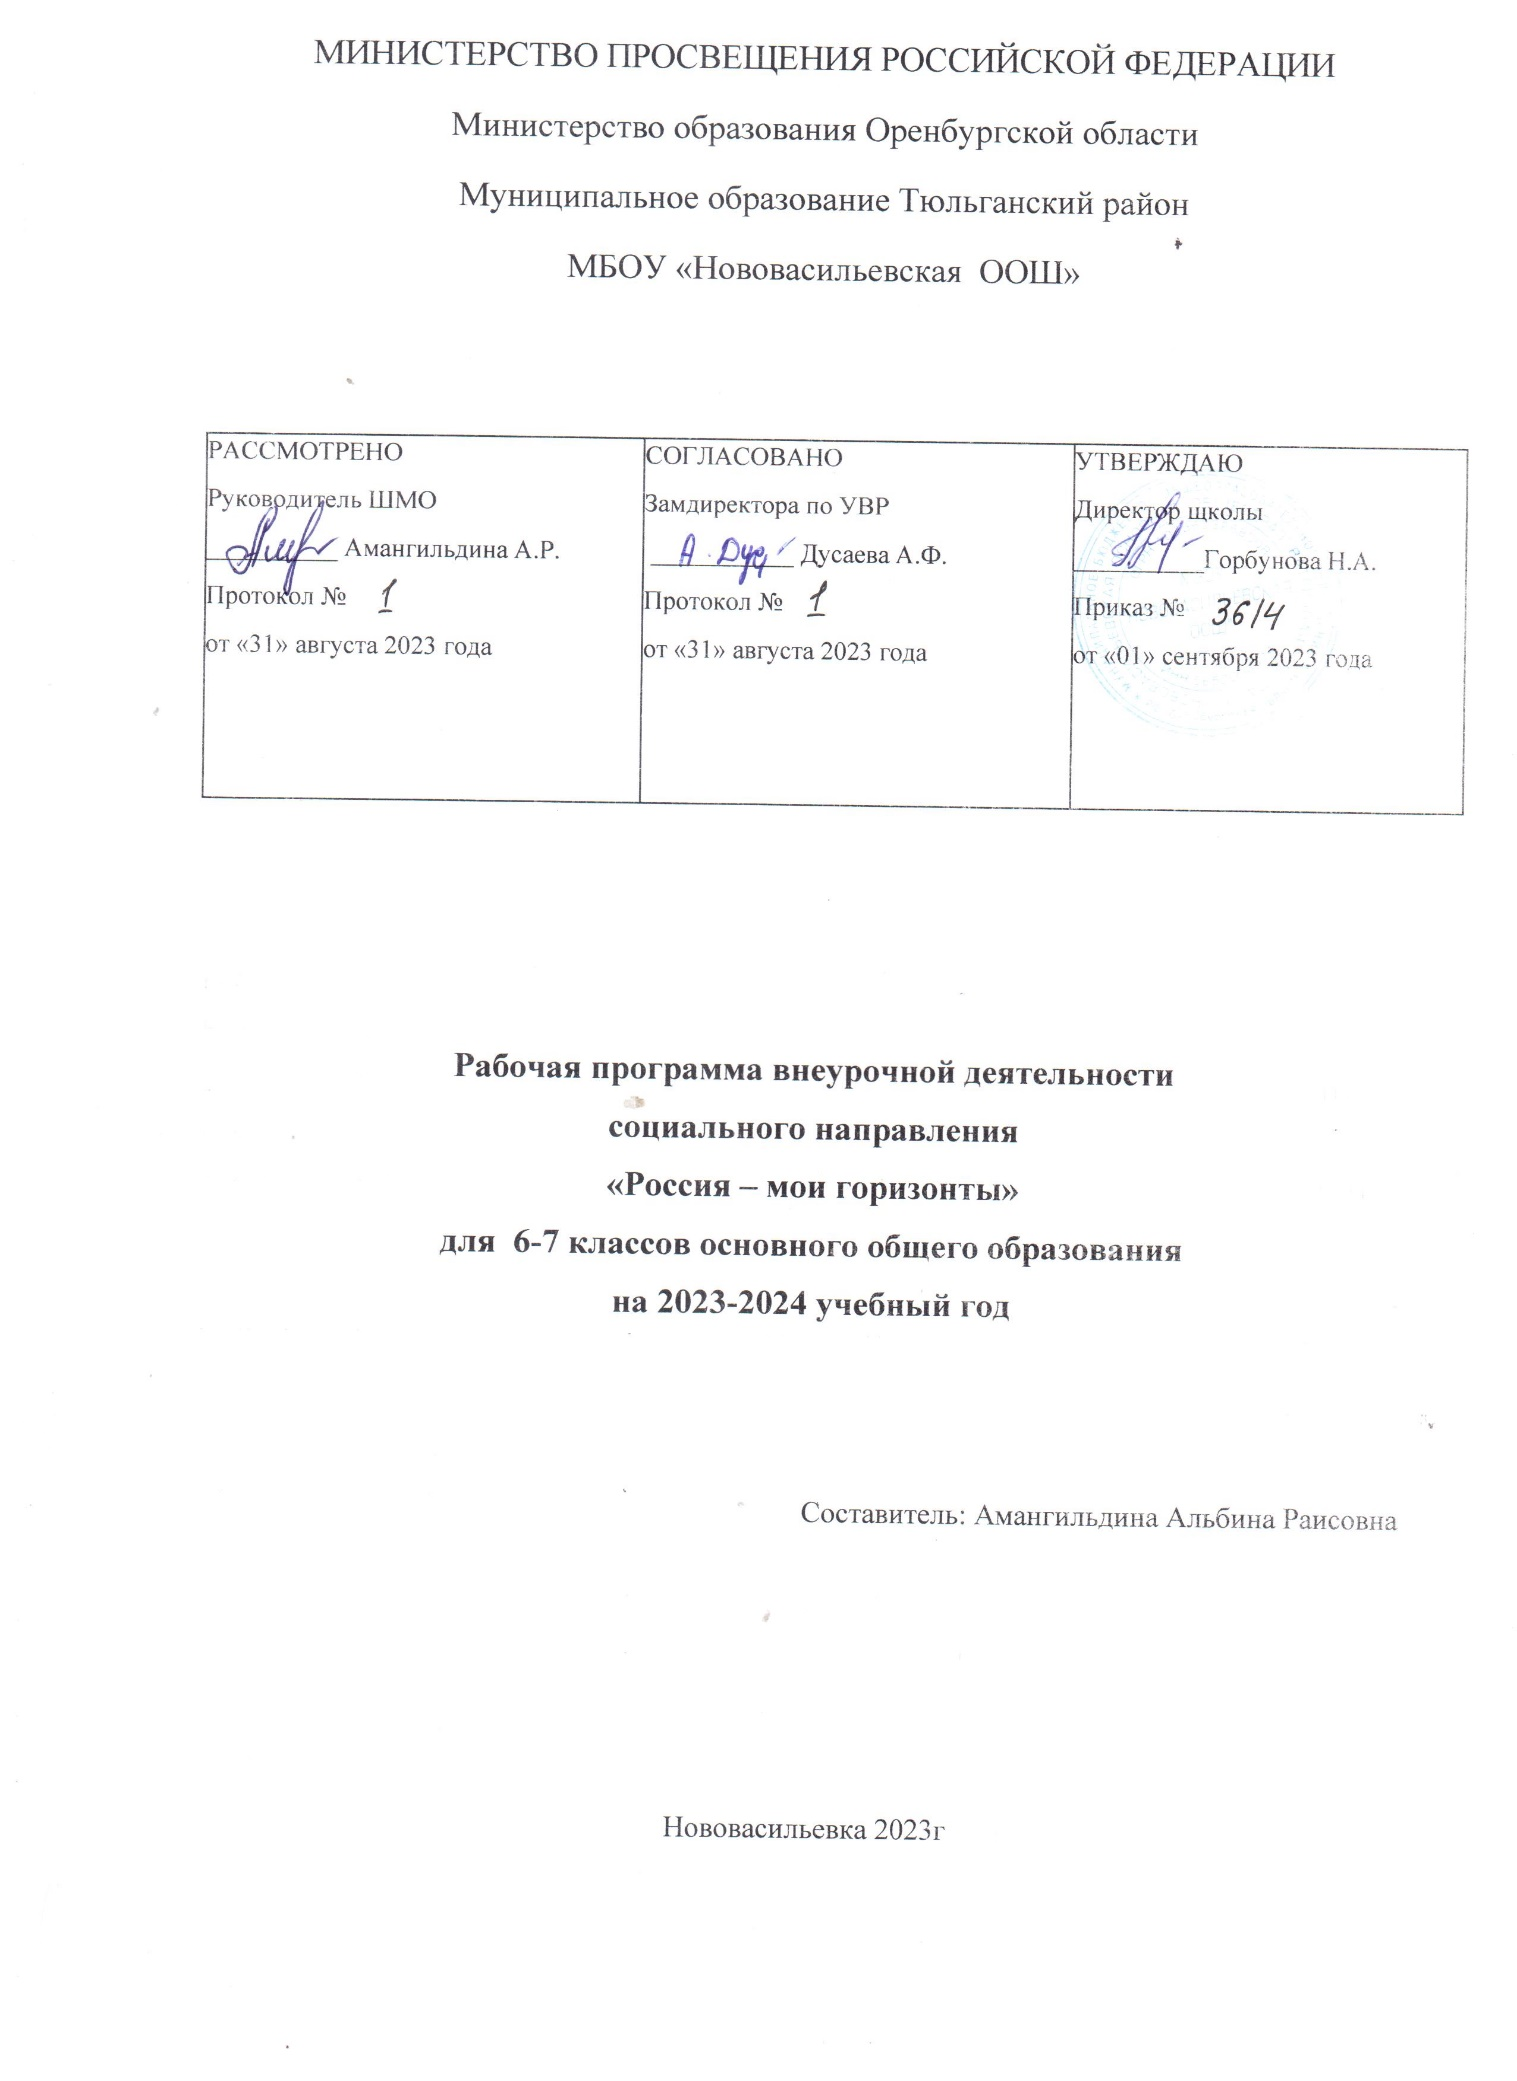 МИНИСТЕРСТВО ПРОСВЕЩЕНИЯ РОССИЙСКОЙ ФЕДЕРАЦИИ
Министерство образования Оренбургской области
Муниципальное образование Тюльганский район
МБОУ «Нововасильевская ООШ»
РАССМОТРЕНО
Руководитель ШМО
Амангильдина А.Р.
Протокол № 1
от «31» августа 2023 года
СОГЛАСОВАНО
Замдиректора по УВР
А. Дус Дусаева А.Ф.
Протокол № 1
от «31» августа 2023 года
УТВЕРЖДАЮ
Директор щколы
Горбунова Н.А.
Приказ № 36/4
от «01» сентября 2023 года
Рабочая программа внеурочной деятельности
социального направления
«Россия – мои горизонты»
для 6-7 классов основного общего образования
на 2023-2024 учебный год
Составитель: Амангильдина Альбина Раисовна
Нововасильевка 2023г